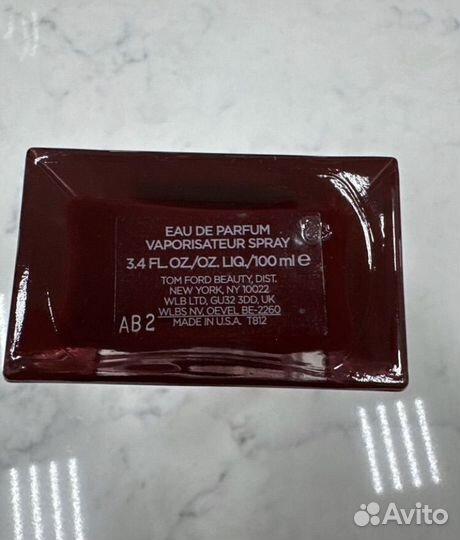 EAU DE PARFUM
VAPORISATEUR SPRAY
3.4 FL.OZ./OZ. LIQ./100 ml ℮
TOM FORD BEAUTY, DIST.
NEW YORK, NY 10022
WLB LTD, GU32 3DD, UK
WLBS NV, OEVEL BE-2260
MADE IN U.S.A. T812
AB2
Avito